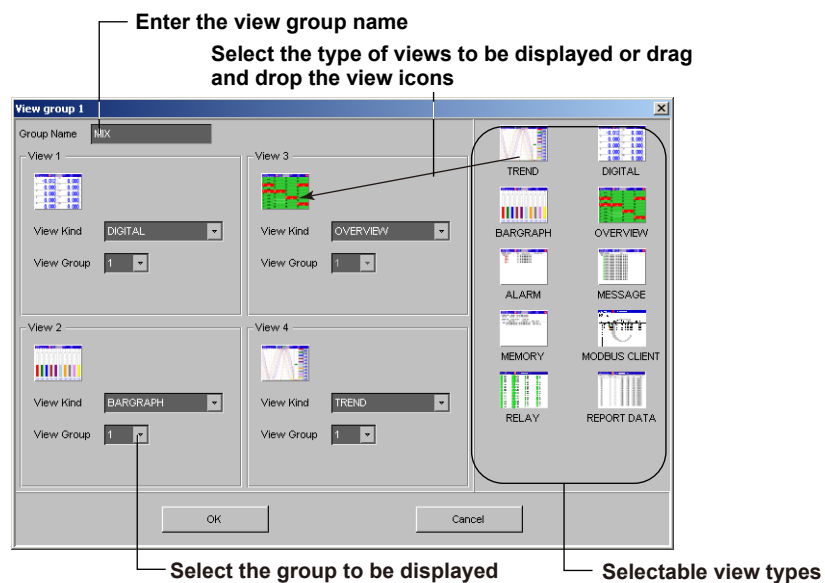 Enter the view group name
Select the type of views to be displayed or drag
and drop the view icons
View group 1
Group Name MIX
View 1
View Kind DIGITAL
View Group 1
View 3
View Kind OVERVIEW
View Group 1
View 2
View Kind BARGRAPH
View Group 1
View 4
View Kind TREND
View Group 1
TREND DIGITAL
BARGRAPH OVERVIEW
ALARM MESSAGE
MEMORY MODBUS CLIENT
RELAY REPORT DATA
OK Cancel
Select the group to be displayed
Selectable view types